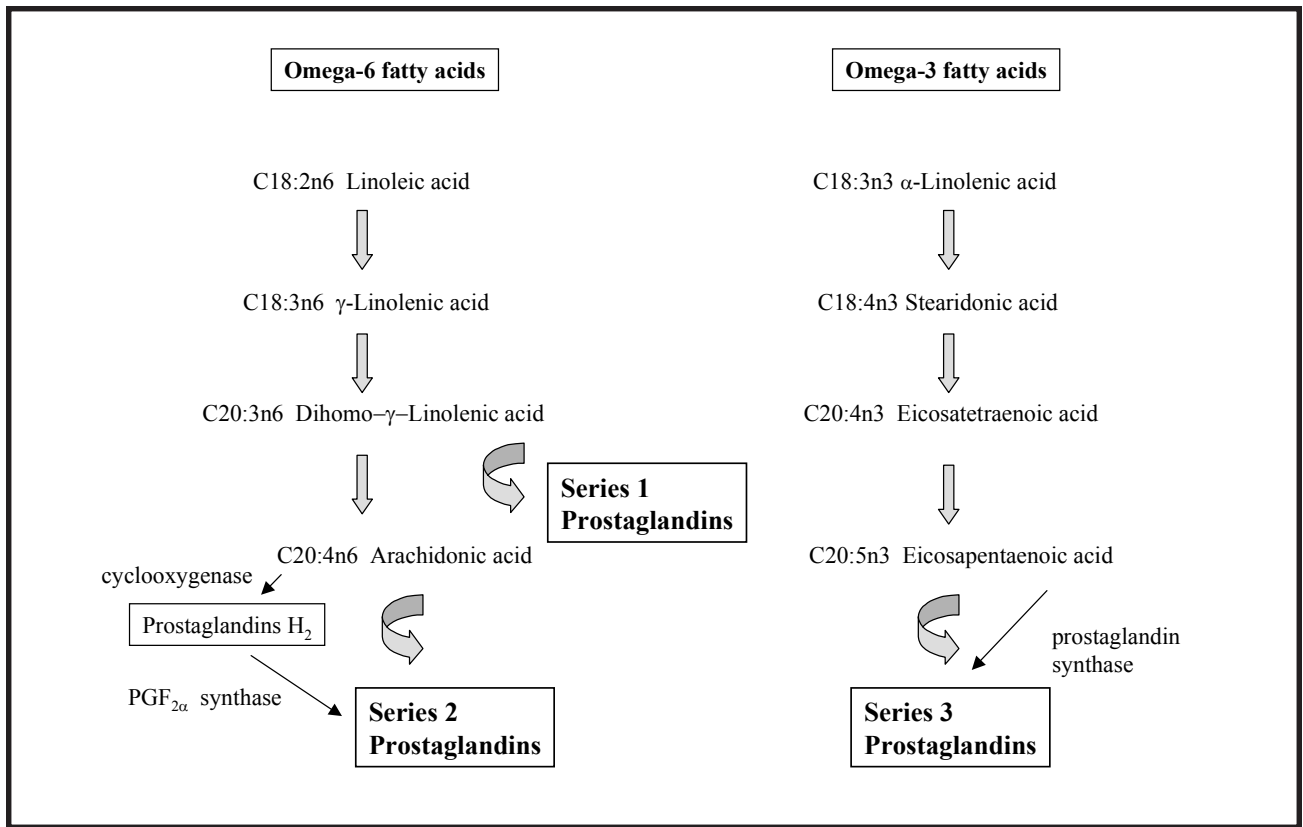 Omega-6 fatty acids
Omega-3 fatty acids
C18:2n6 Linoleic acid
C18:3n3 α-Linolenic acid
C18:3n6 γ-Linolenic acid
C18:4n3 Stearidonic acid
C20:3n6 Dihomo–γ–Linolenic acid
C20:4n3 Eicosatetraenoic acid
Series 1
Prostaglandins
C20:4n6 Arachidonic acid
C20:5n3 Eicosapentaenoic acid
cyclooxygenase
Prostaglandins H₂
prostaglandin
synthase
PGF₂α synthase
Series 2
Prostaglandins
Series 3
Prostaglandins